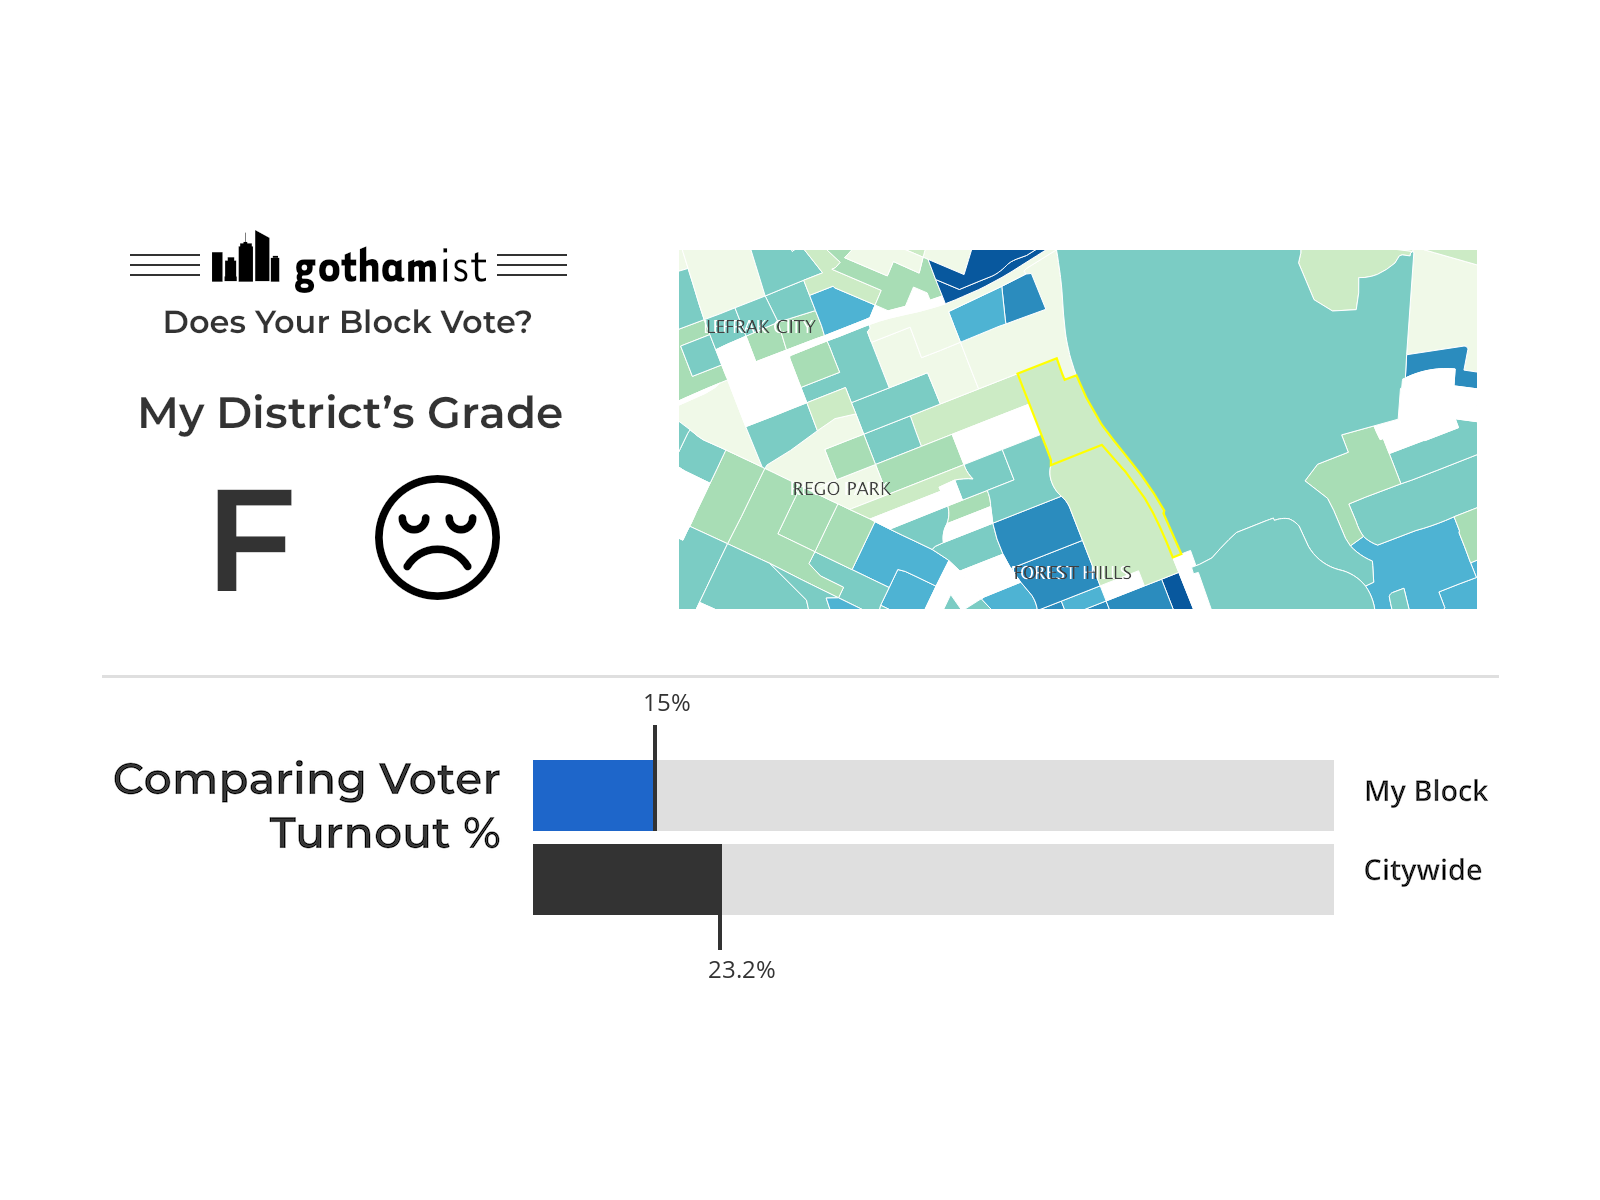 gothamist
Does Your Block Vote?
My District's Grade
F
LEFRAK CITY
REGO PARK
FOREST HILLS
15%
Comparing Voter
Turnout %
My Block
Citywide
23.2%